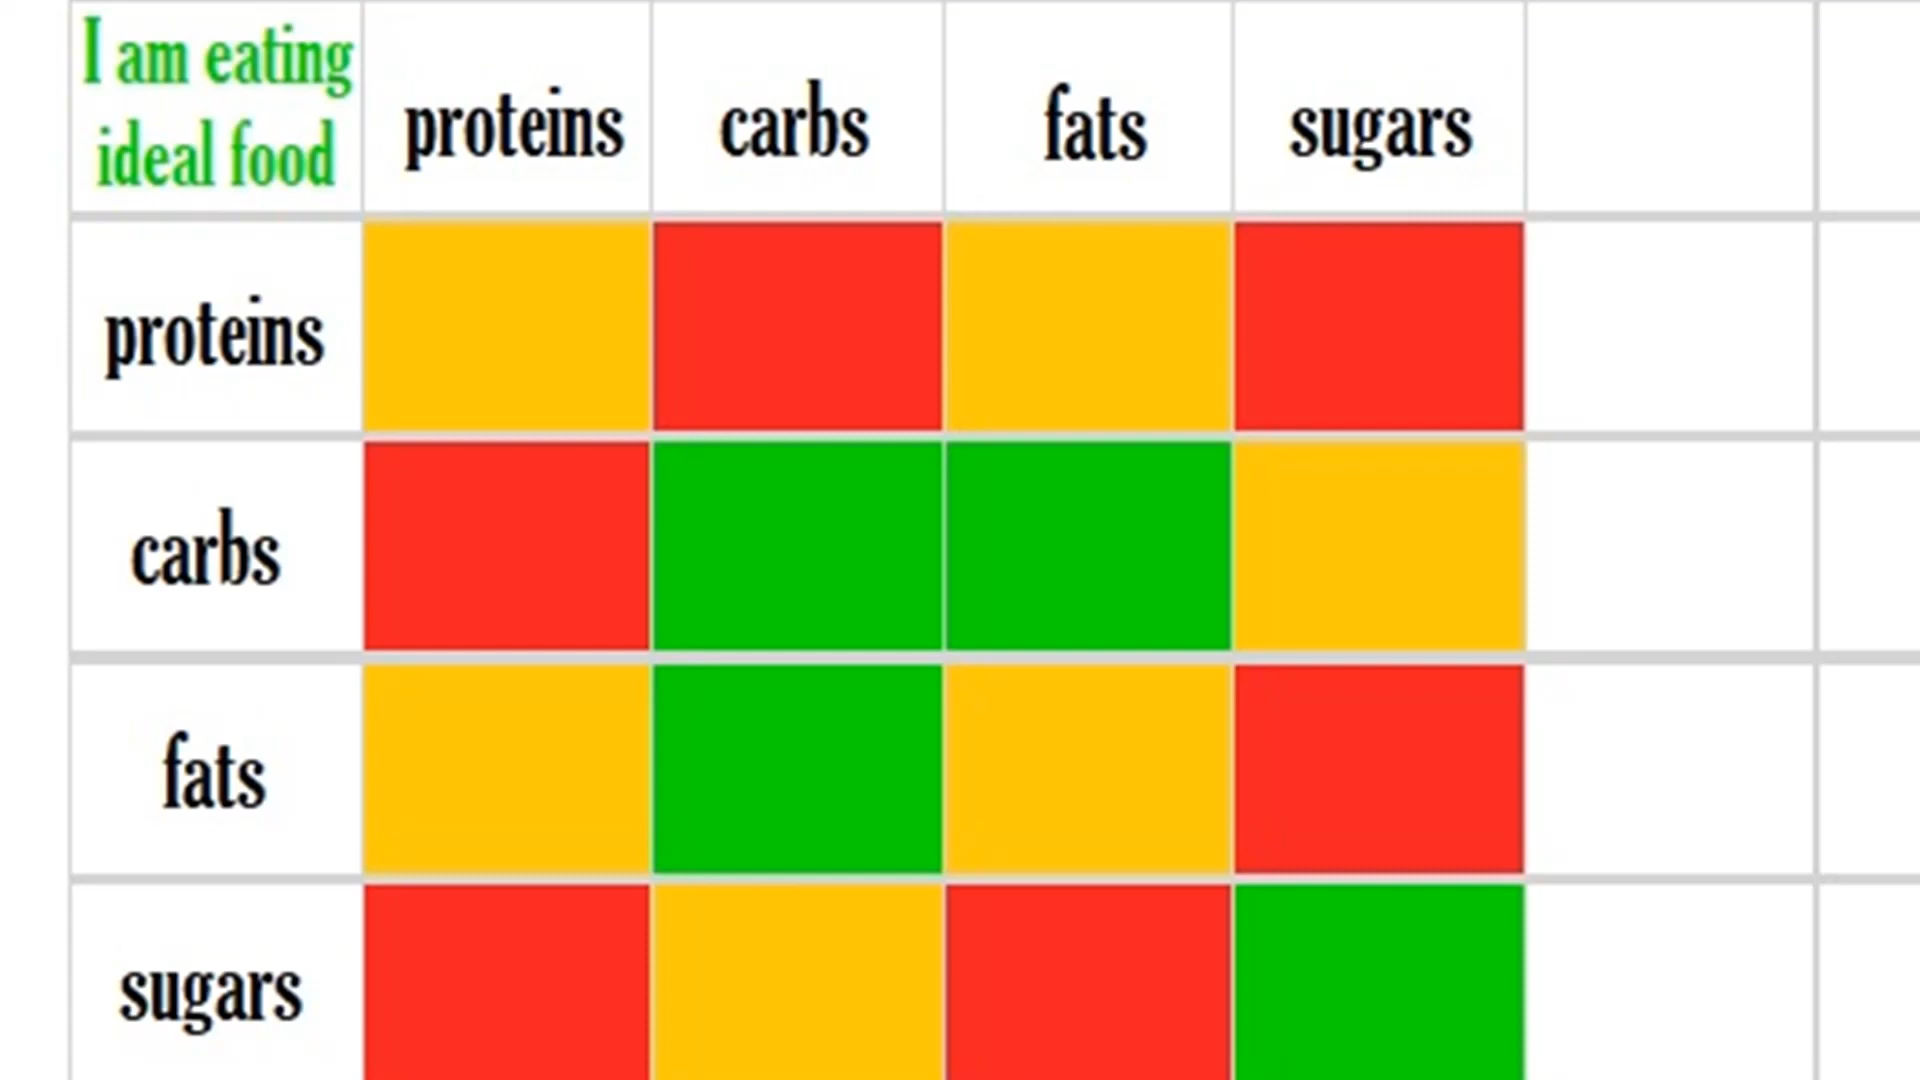 I am eating
ideal food
proteins
carbs
fats
sugars
proteins
carbs
fats
sugars